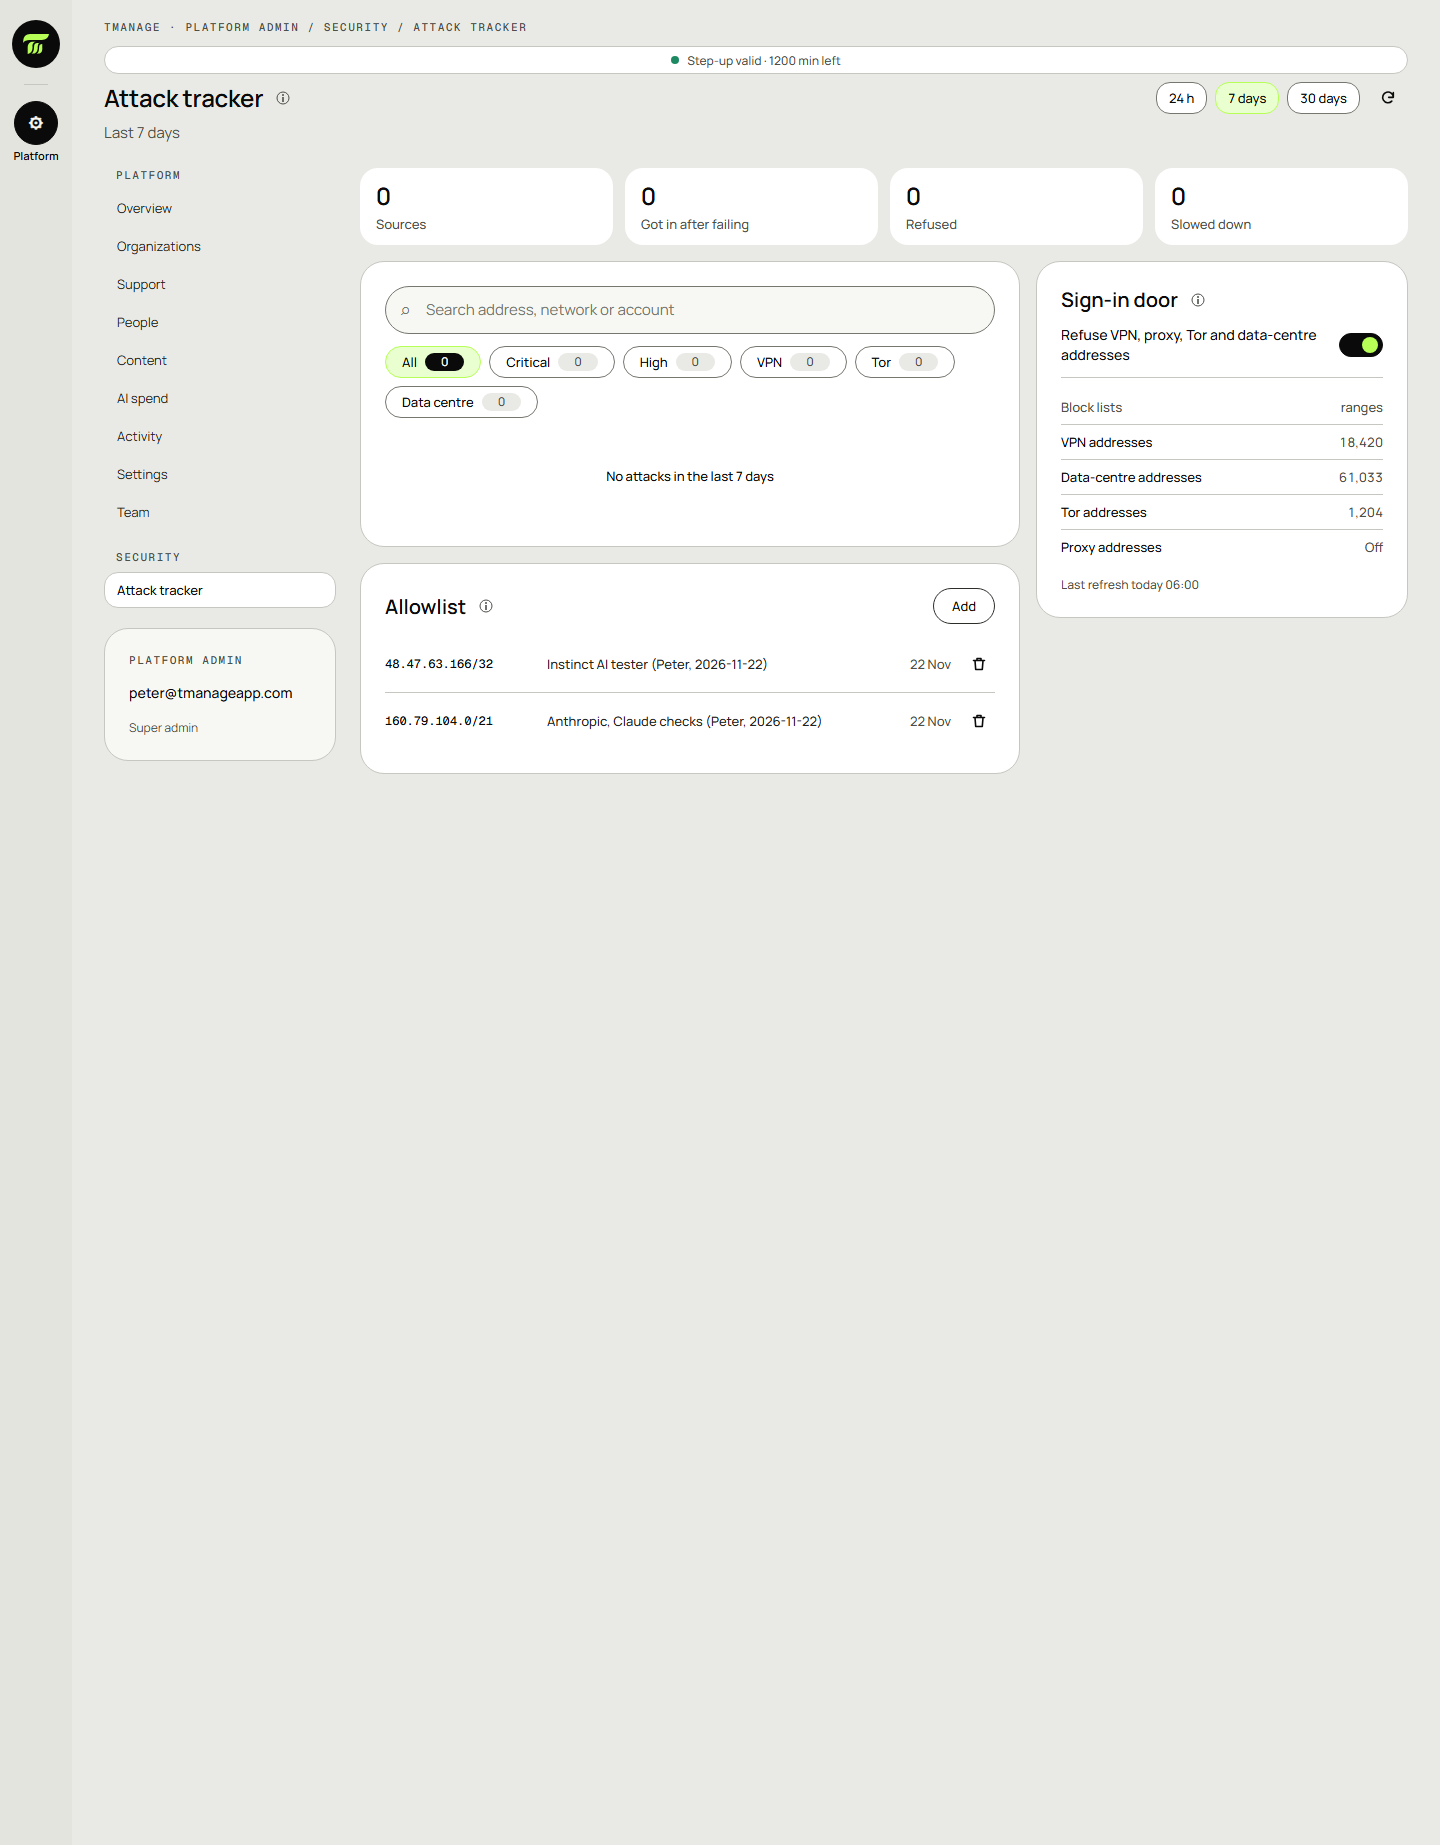 TMANAGE · PLATFORM ADMIN / SECURITY / ATTACK TRACKER
Step-up valid · 1200 min left
Attack tracker
24 h
7 days
30 days
Last 7 days
Platform
PLATFORM
Overview
Organizations
Support
People
Content
AI spend
Activity
Settings
Team
SECURITY
Attack tracker
PLATFORM ADMIN
peter@tmanageapp.com
Super admin
0
Sources
0
Got in after failing
0
Refused
0
Slowed down
Search address, network or account
All 0
Critical 0
High 0
VPN 0
Tor 0
Data centre 0
No attacks in the last 7 days
Allowlist
Add
48.47.63.166/32 Instinct AI tester (Peter, 2026-11-22) 22 Nov
160.79.104.0/21 Anthropic, Claude checks (Peter, 2026-11-22) 22 Nov
Sign-in door
Refuse VPN, proxy, Tor and data-centre
addresses
Block lists ranges
VPN addresses 18,420
Data-centre addresses 61,033
Tor addresses 1,204
Proxy addresses Off
Last refresh today 06:00